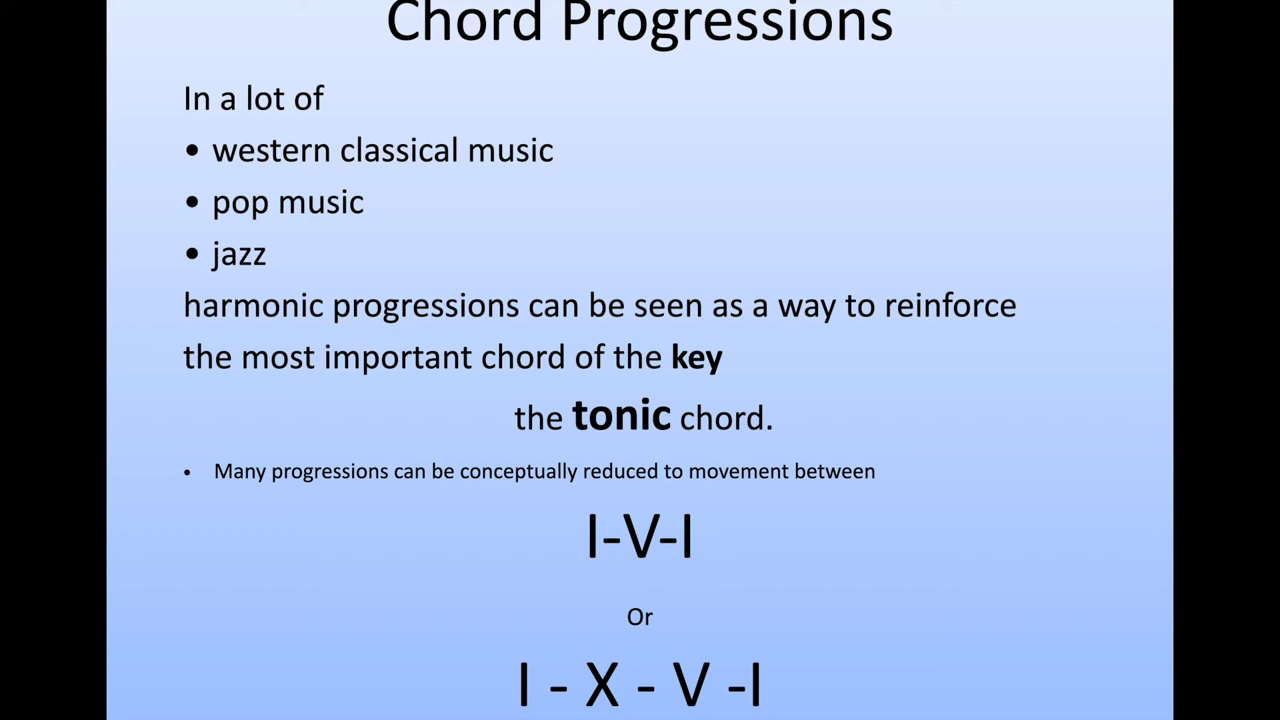 Chord Progressions
In a lot of
• western classical music
• pop music
• jazz
harmonic progressions can be seen as a way to reinforce
the most important chord of the key
the tonic chord.
• Many progressions can be conceptually reduced to movement between
I-V-I
Or
I - X - V -I